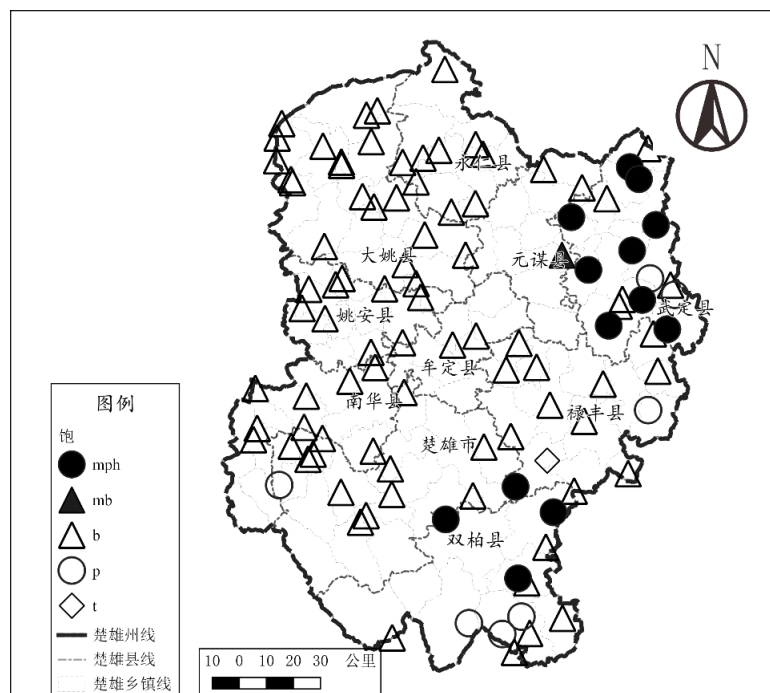 N
永仁县
大姚县
元谋县
武定县
姚安县
牟定县
南华县
禄丰县
楚雄市
双柏县
图例
饱
mph
mb
b
p
t
楚雄州线
楚雄县线
楚雄乡镇线
10 0 10 20 30 公里